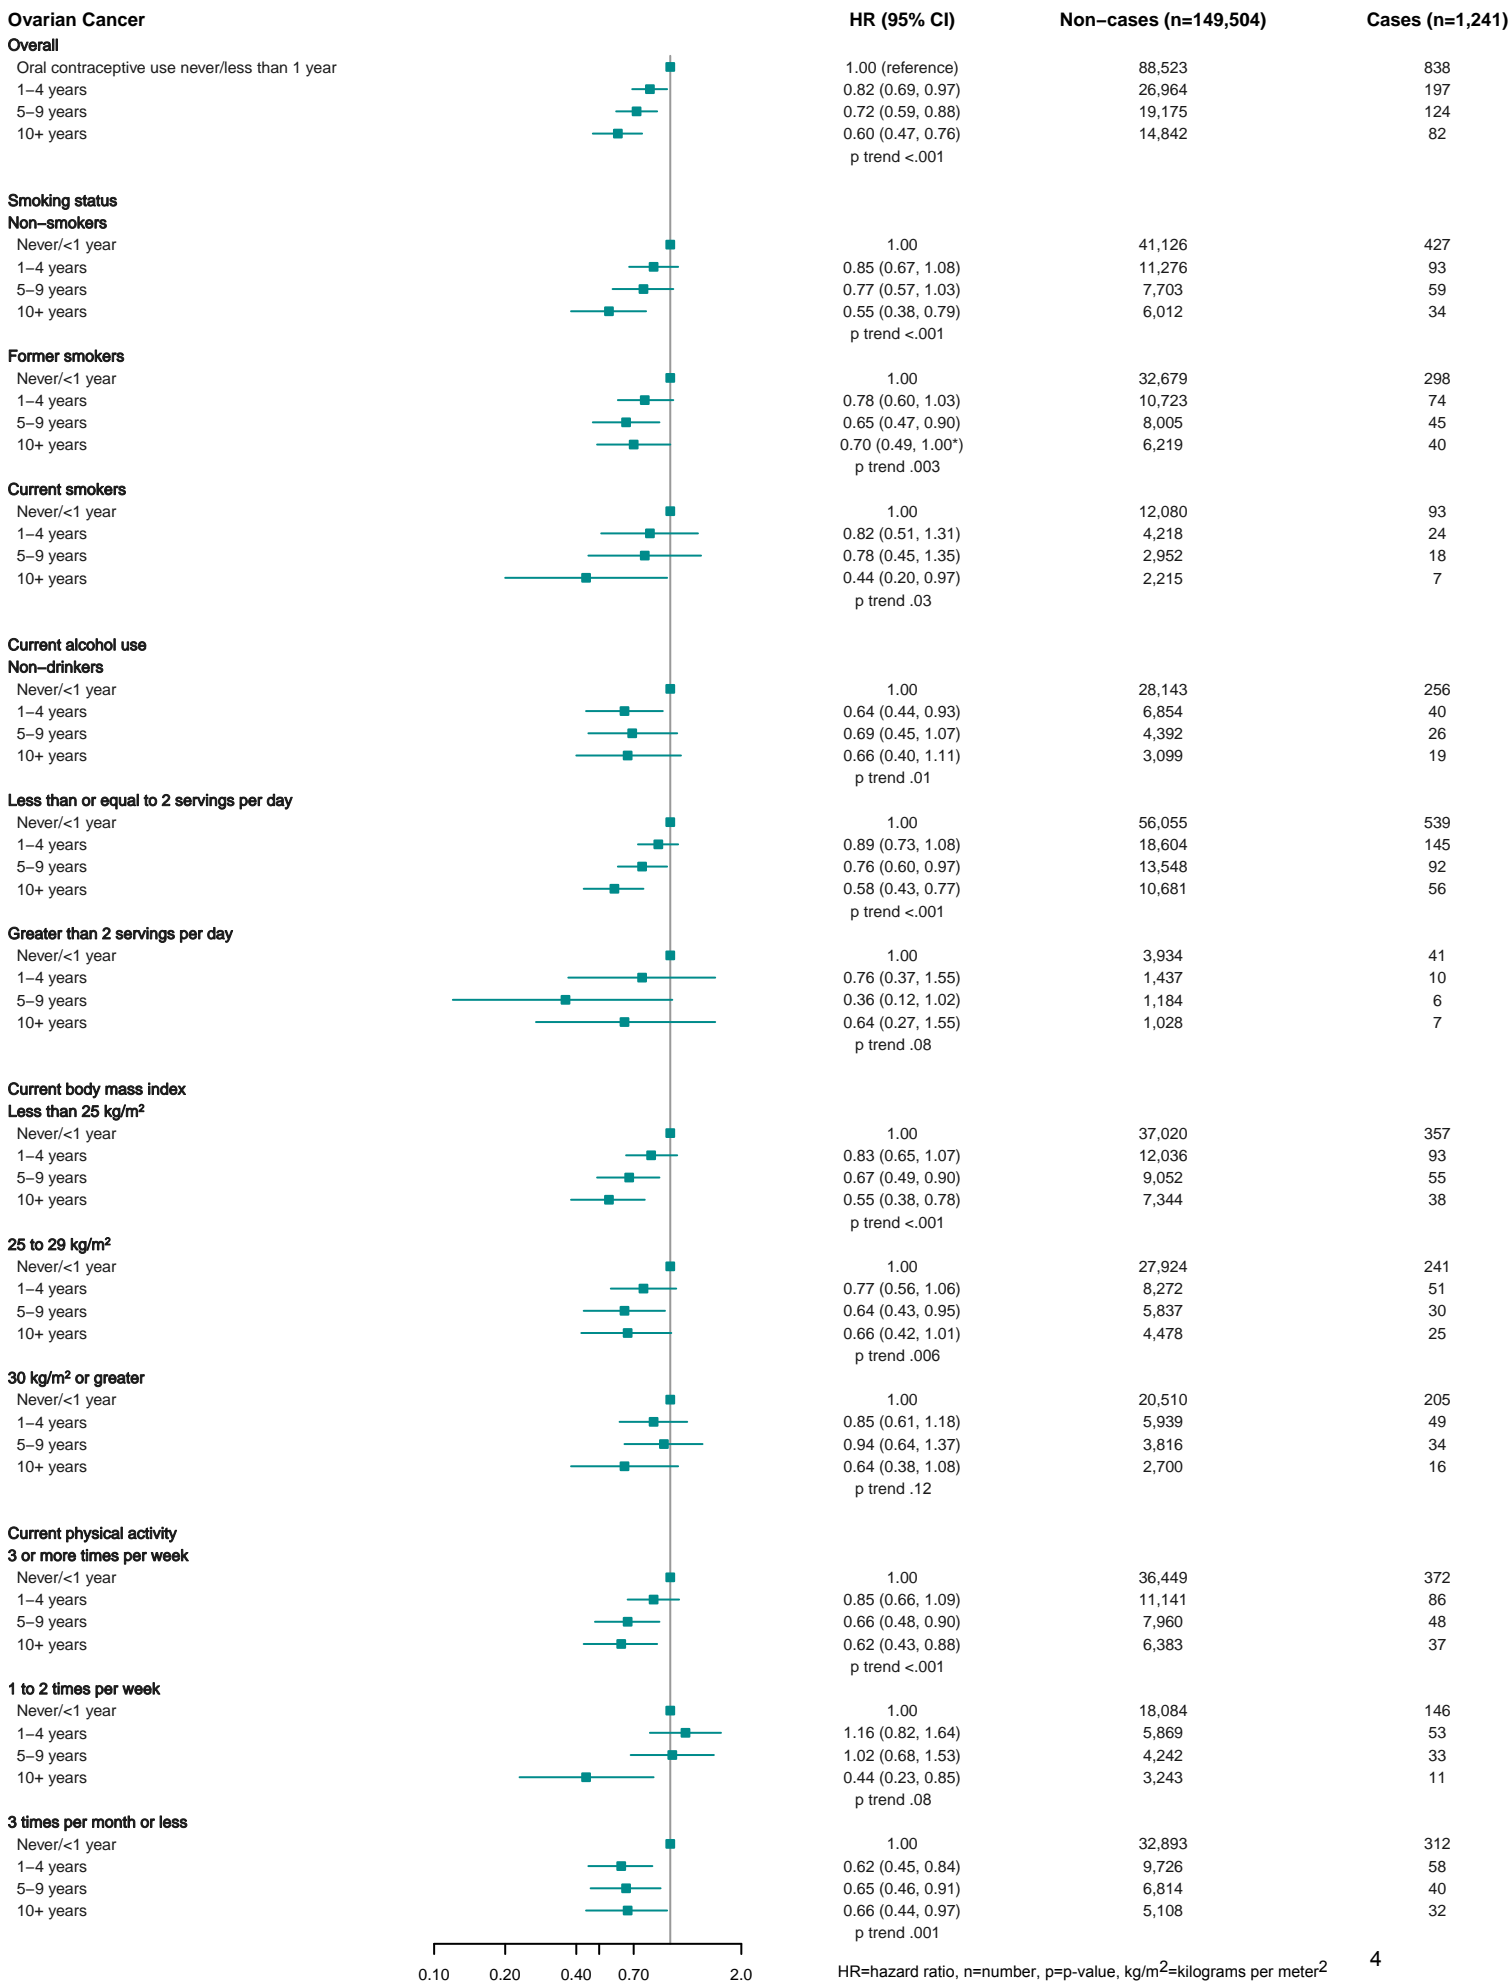 Ovarian Cancer HR (95% CI) Non−cases (n=149,504) Cases (n=1,241)
Overall
Oral contraceptive use never/less than 1 year 1.00 (reference) 88,523 838
1−4 years 0.82 (0.69, 0.97) 26,964 197
5−9 years 0.72 (0.59, 0.88) 19,175 124
10+ years 0.60 (0.47, 0.76) 14,842 82
p trend <.001
Smoking status
Non−smokers
Never/<1 year 1.00 41,126 427
1−4 years 0.85 (0.67, 1.08) 11,276 93
5−9 years 0.77 (0.57, 1.03) 7,703 59
10+ years 0.55 (0.38, 0.79) 6,012 34
p trend <.001
Former smokers
Never/<1 year 1.00 32,679 298
1−4 years 0.78 (0.60, 1.03) 10,723 74
5−9 years 0.65 (0.47, 0.90) 8,005 45
10+ years 0.70 (0.49, 1.00*) 6,219 40
p trend .003
Current smokers
Never/<1 year 1.00 12,080 93
1−4 years 0.82 (0.51, 1.31) 4,218 24
5−9 years 0.78 (0.45, 1.35) 2,952 18
10+ years 0.44 (0.20, 0.97) 2,215 7
p trend .03
Current alcohol use
Non−drinkers
Never/<1 year 1.00 28,143 256
1−4 years 0.64 (0.44, 0.93) 6,854 40
5−9 years 0.69 (0.45, 1.07) 4,392 26
10+ years 0.66 (0.40, 1.11) 3,099 19
p trend .01
Less than or equal to 2 servings per day
Never/<1 year 1.00 56,055 539
1−4 years 0.89 (0.73, 1.08) 18,604 145
5−9 years 0.76 (0.60, 0.97) 13,548 92
10+ years 0.58 (0.43, 0.77) 10,681 56
p trend <.001
Greater than 2 servings per day
Never/<1 year 1.00 3,934 41
1−4 years 0.76 (0.37, 1.55) 1,437 10
5−9 years 0.36 (0.12, 1.02) 1,184 6
10+ years 0.64 (0.27, 1.55) 1,028 7
p trend .08
Current body mass index
Less than 25 kg/m²
Never/<1 year 1.00 37,020 357
1−4 years 0.83 (0.65, 1.07) 12,036 93
5−9 years 0.67 (0.49, 0.90) 9,052 55
10+ years 0.55 (0.38, 0.78) 7,344 38
p trend <.001
25 to 29 kg/m²
Never/<1 year 1.00 27,924 241
1−4 years 0.77 (0.56, 1.06) 8,272 51
5−9 years 0.64 (0.43, 0.95) 5,837 30
10+ years 0.66 (0.42, 1.01) 4,478 25
p trend .006
30 kg/m² or greater
Never/<1 year 1.00 20,510 205
1−4 years 0.85 (0.61, 1.18) 5,939 49
5−9 years 0.94 (0.64, 1.37) 3,816 34
10+ years 0.64 (0.38, 1.08) 2,700 16
p trend .12
Current physical activity
3 or more times per week
Never/<1 year 1.00 36,449 372
1−4 years 0.85 (0.66, 1.09) 11,141 86
5−9 years 0.66 (0.48, 0.90) 7,960 48
10+ years 0.62 (0.43, 0.88) 6,383 37
p trend <.001
1 to 2 times per week
Never/<1 year 1.00 18,084 146
1−4 years 1.16 (0.82, 1.64) 5,869 53
5−9 years 1.02 (0.68, 1.53) 4,242 33
10+ years 0.44 (0.23, 0.85) 3,243 11
p trend .08
3 times per month or less
Never/<1 year 1.00 32,893 312
1−4 years 0.62 (0.45, 0.84) 9,726 58
5−9 years 0.65 (0.46, 0.91) 6,814 40
10+ years 0.66 (0.44, 0.97) 5,108 32
p trend .001
0.10 0.20 0.40 0.70 2.0
HR=hazard ratio, n=number, p=p-value, kg/m²=kilograms per meter²
4